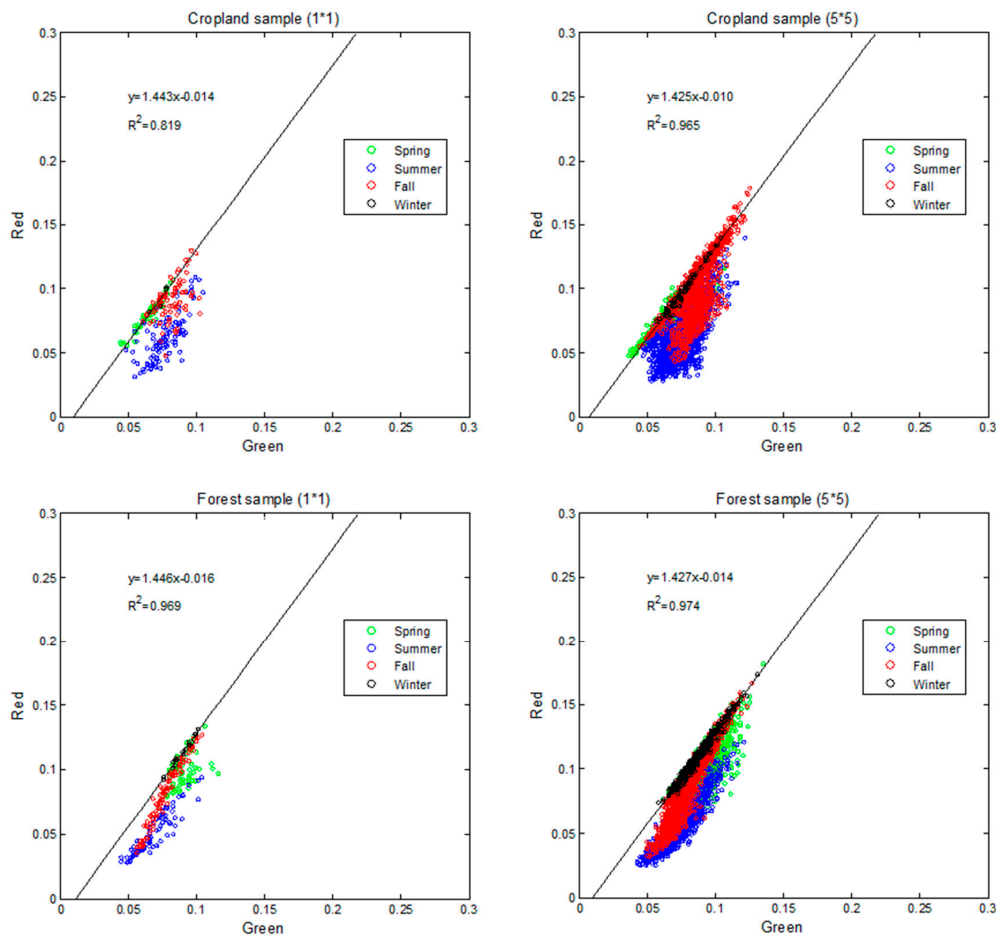 Cropland sample (1*1)
0.3
0.25
0.2
0.15
0.1
0.05
0
Red
y=1.443x-0.014
R²=0.819
Spring
Summer
Fall
Winter
0 0.05 0.1 0.15 0.2 0.25 0.3
Green
Cropland sample (5*5)
0.3
0.25
0.2
0.15
0.1
0.05
0
Red
y=1.425x-0.010
R²=0.965
Spring
Summer
Fall
Winter
0 0.05 0.1 0.15 0.2 0.25 0.3
Green
Forest sample (1*1)
0.3
0.25
0.2
0.15
0.1
0.05
0
Red
y=1.446x-0.016
R²=0.969
Spring
Summer
Fall
Winter
0 0.05 0.1 0.15 0.2 0.25 0.3
Green
Forest sample (5*5)
0.3
0.25
0.2
0.15
0.1
0.05
0
Red
y=1.427x-0.014
R²=0.974
Spring
Summer
Fall
Winter
0 0.05 0.1 0.15 0.2 0.25 0.3
Green